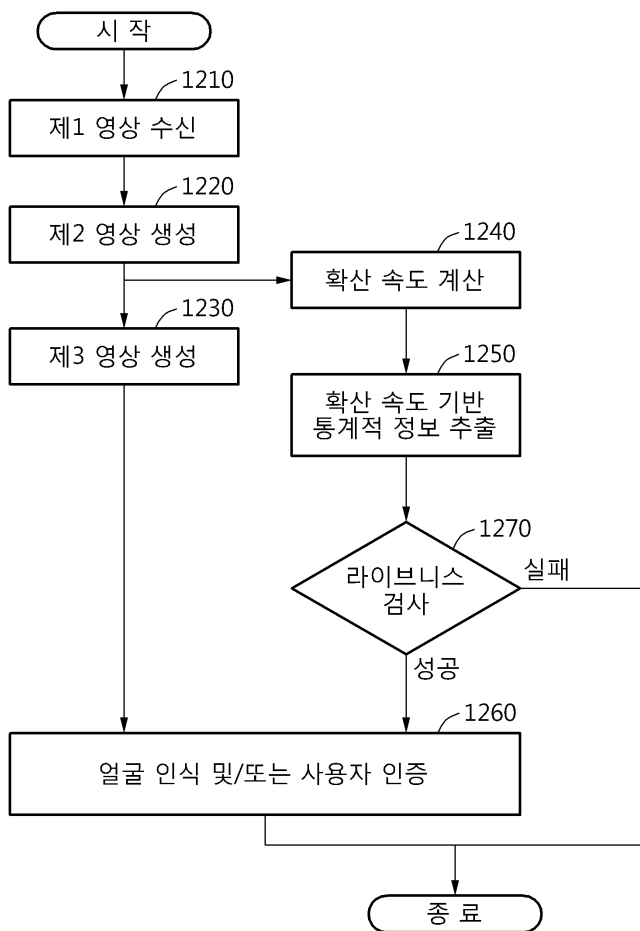 시 작
1210
제1 영상 수신
1220
제2 영상 생성
1240
확산 속도 계산
1230
제3 영상 생성
1250
확산 속도 기반
통계적 정보 추출
1270
라이브니스
검사
실패
성공
1260
얼굴 인식 및/또는 사용자 인증
종 료